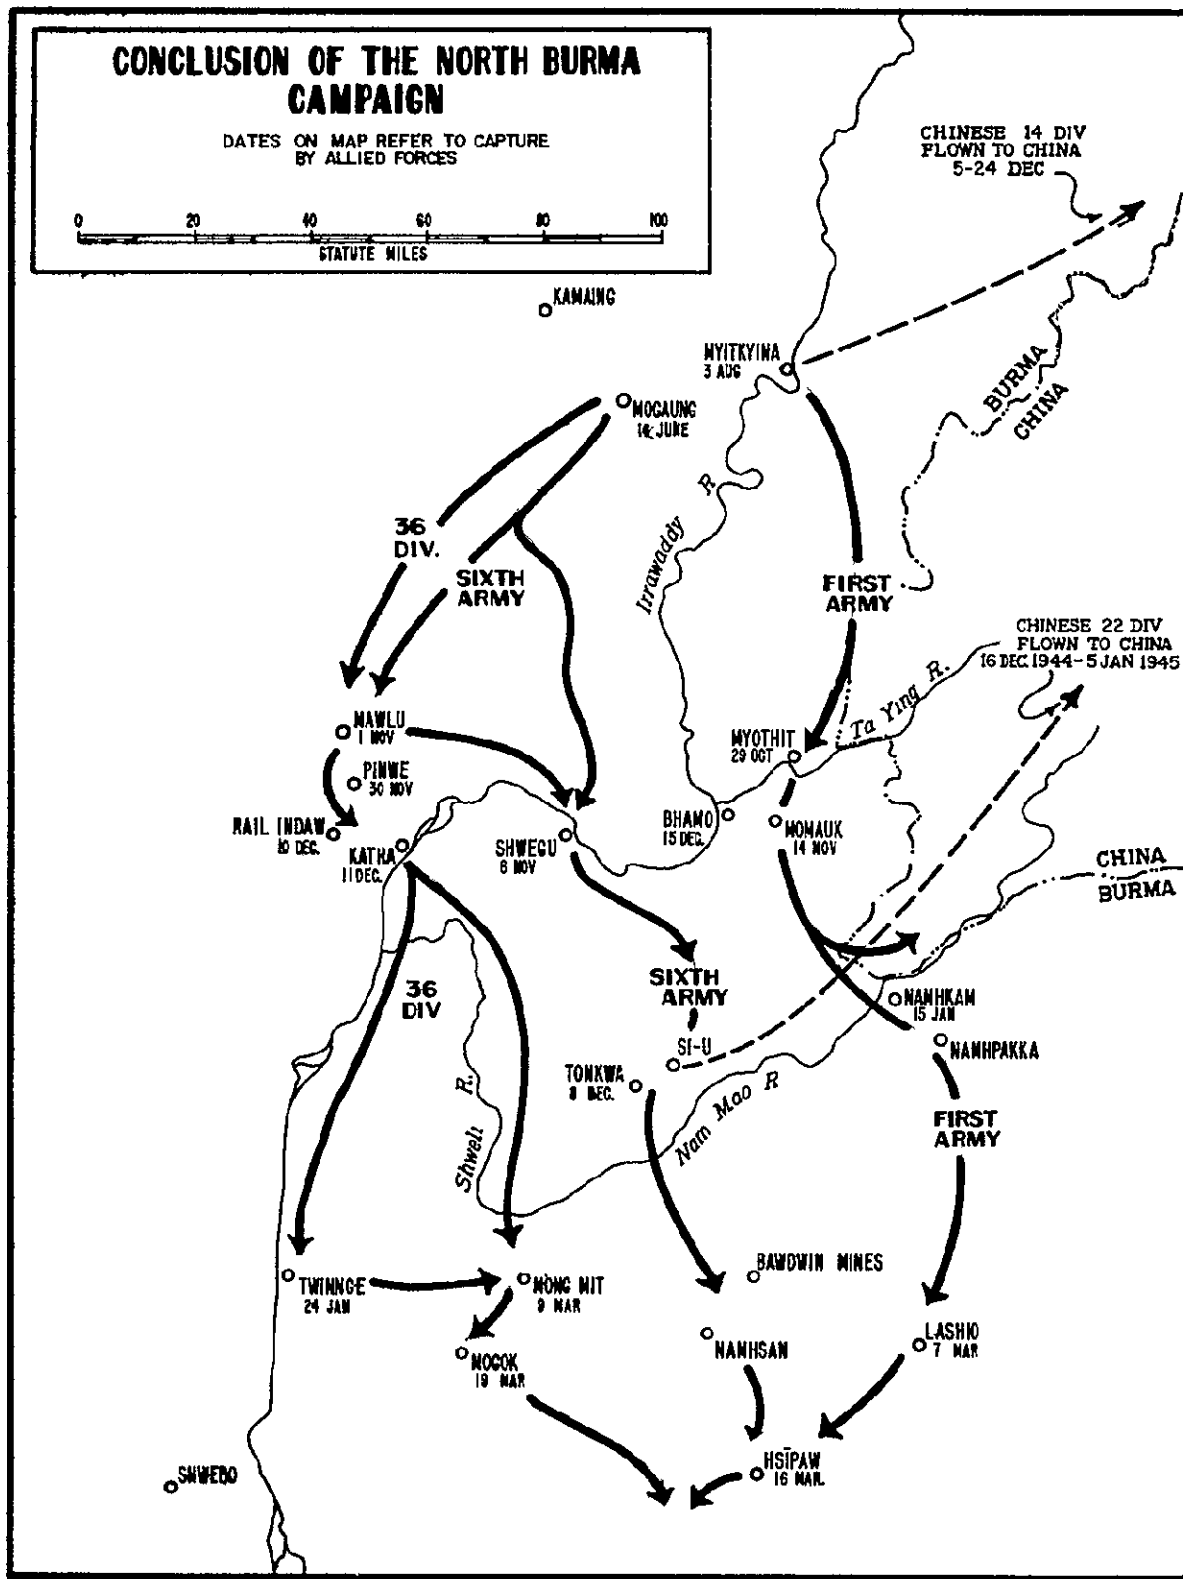 CONCLUSION OF THE NORTH BURMA
CAMPAIGN
DATES ON MAP REFER TO CAPTURE
BY ALLIED FORCES
0 20 40 60 80 100
STATUTE MILES
CHINESE 14 DIV
FLOWN TO CHINA
5-24 DEC
KAMAING
MYITKYINA
3 AUG
BURMA
CHINA
MOGAUNG
JUNE
Irrawaddy R
36
DIV.
SIXTH
ARMY
FIRST
ARMY
CHINESE 22 DIV
FLOWN TO CHINA
16 DEC. 1944-5 JAN 1945
Ta Ying R.
MAWLU
1 NOV
MYOTHIT
29 OCT
PINWE
30 NOV
BHAMO
15 DEC.
MOMAUK
14 NOV
RAIL INDAW
10 DEC.
KATHA
11 DEC.
SHWEGU
NOV
CHINA
BURMA
36
DIV
SIXTH
ARMY
NAMHKAM
15 JAN
SI-U
NAMHPAKKA
TONKWA
DEC.
Nam Mao R
Shweli R.
FIRST
ARMY
BAWDWIN MINES
TWINNGE
24 JAN
MONG MIT
9 MAR
NAMHSAN
LASHIO
7 MAR
MOGOK
19 MAR
HSĪPAW
16 MAR.
SHWEBO